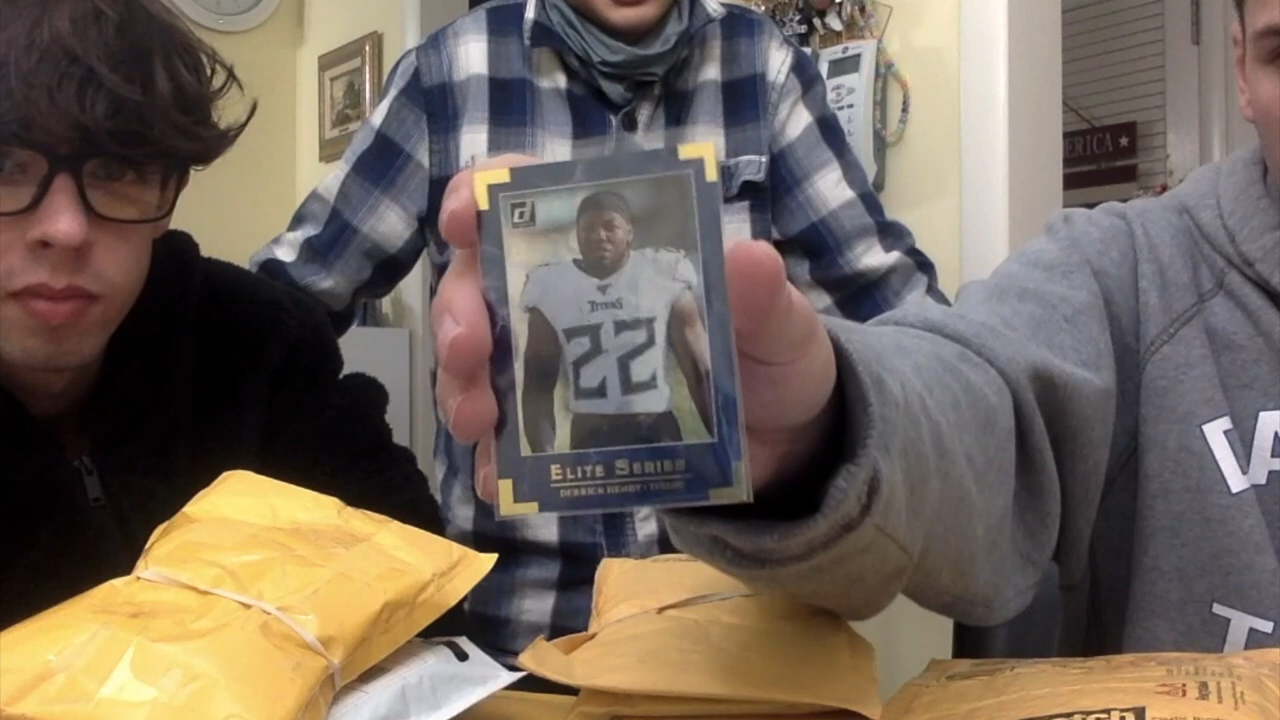 ERICA ★
d
TITANS
22
ELITE SERIES
DERRICK HENRY • TITANS